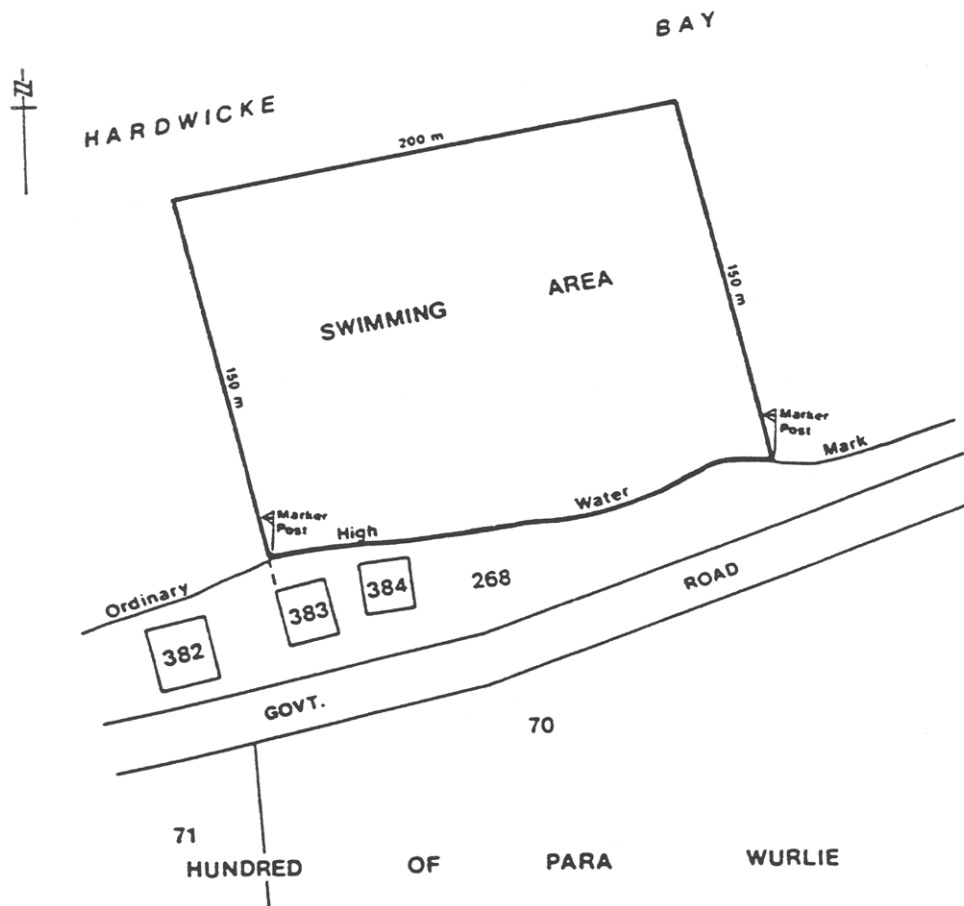 BAY
N
HARDWICKE
200 m
SWIMMING AREA
150 m
150 m
Marker
Post
Mark
Marker
Post
High
Water
Ordinary
382
383
384
268
ROAD
GOVT.
70
71
HUNDRED OF PARA WURLIE